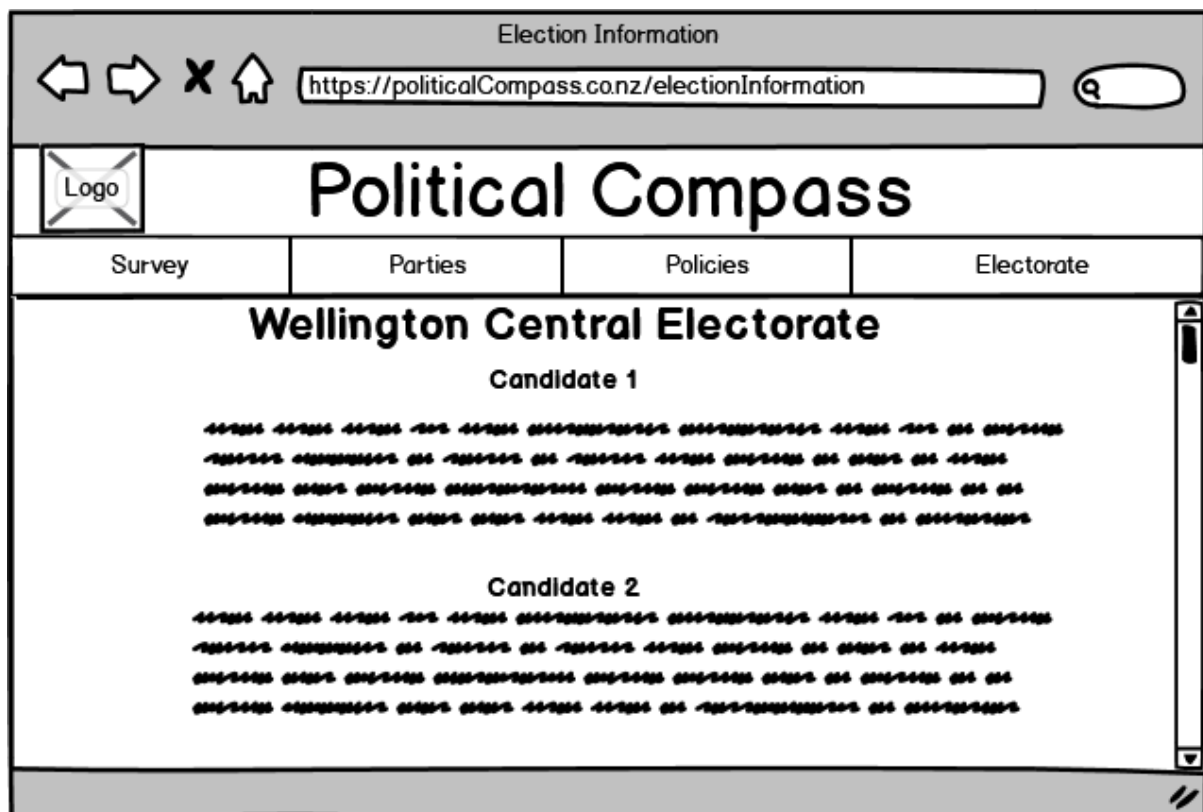 Election Information
https://politicalCompass.co.nz/electionInformation
Logo
Political Compass
Survey
Parties
Policies
Electorate
Wellington Central Electorate
Candidate 1
Candidate 2